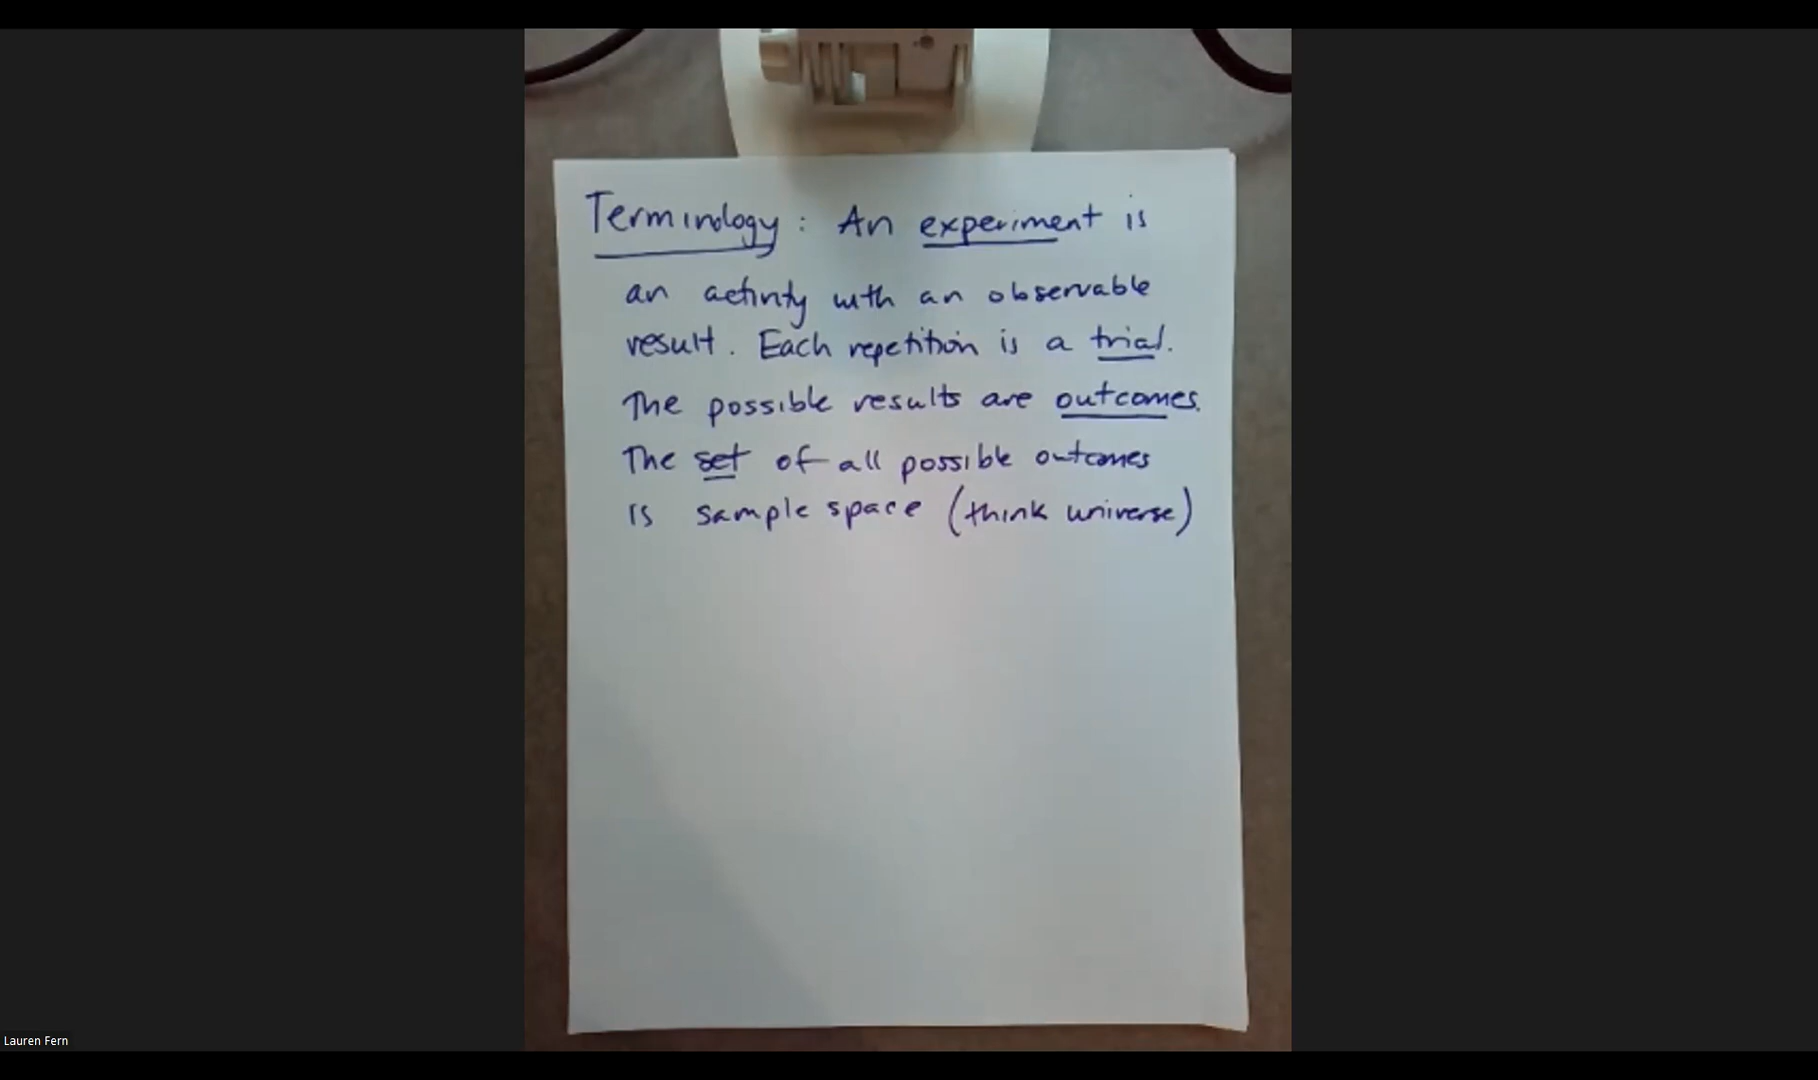 Terminology: An experiment is
an activity with an observable
result. Each repetition is a trial.
The possible results are outcomes.
The set of all possible outcomes
is sample space (think universe)
Lauren Fern